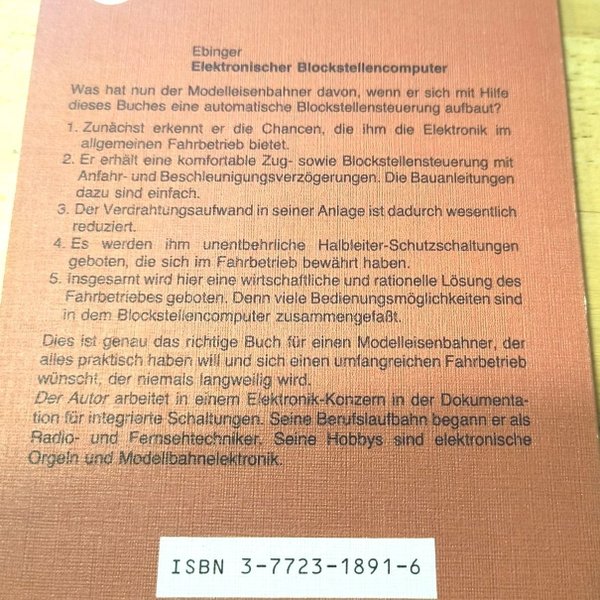 Ebinger
Elektronischer Blockstellencomputer
Was hat nun der Modelleisenbahner davon, wenn er sich mit Hilfe
dieses Buches eine automatische Blockstellensteuerung aufbaut?
1. Zunächst erkennt er die Chancen, die ihm die Elektronik im
allgemeinen Fahrbetrieb bietet.
2. Er erhält eine komfortable Zug- sowie Blockstellensteuerung mit
Anfahr- und Beschleunigungsverzögerungen. Die Bauanleitungen
dazu sind einfach.
3. Der Verdrahtungsaufwand in seiner Anlage ist dadurch wesentlich
reduziert.
4. Es werden ihm unentbehrliche Halbleiter-Schutzschaltungen
geboten, die sich im Fahrbetrieb bewährt haben.
5. Insgesamt wird hier eine wirtschaftliche und rationelle Lösung des
Fahrbetriebes geboten. Denn viele Bedienungsmöglichkeiten sind
in dem Blockstellencomputer zusammengefaßt.
Dies ist genau das richtige Buch für einen Modelleisenbahner, der
alles praktisch haben will und sich einen umfangreichen Fahrbetrieb
wünscht, der niemals langweilig wird.
Der Autor arbeitet in einem Elektronik-Konzern in der Dokumenta-
tion für integrierte Schaltungen. Seine Berufslaufbahn begann er als
Radio- und Fernsehtechniker. Seine Hobbys sind elektronische
Orgeln und Modellbahnelektronik.
ISBN 3-7723-1891-6